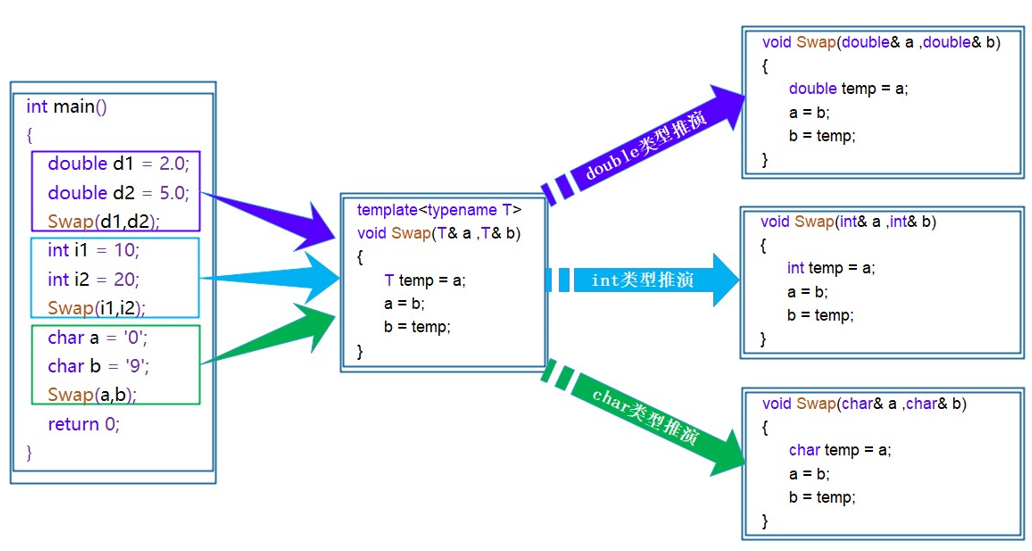 int main()
{
double d1 = 2.0;
double d2 = 5.0;
Swap(d1,d2);
int i1 = 10;
int i2 = 20;
Swap(i1,i2);
char a = '0';
char b = '9';
Swap(a,b);
return 0;
}
template<typename T>
void Swap(T& a ,T& b)
{
T temp = a;
a = b;
b = temp;
}
double类型推演
int类型推演
char类型推演
void Swap(double& a ,double& b)
{
double temp = a;
a = b;
b = temp;
}
void Swap(int& a ,int& b)
{
int temp = a;
a = b;
b = temp;
}
void Swap(char& a ,char& b)
{
char temp = a;
a = b;
b = temp;
}